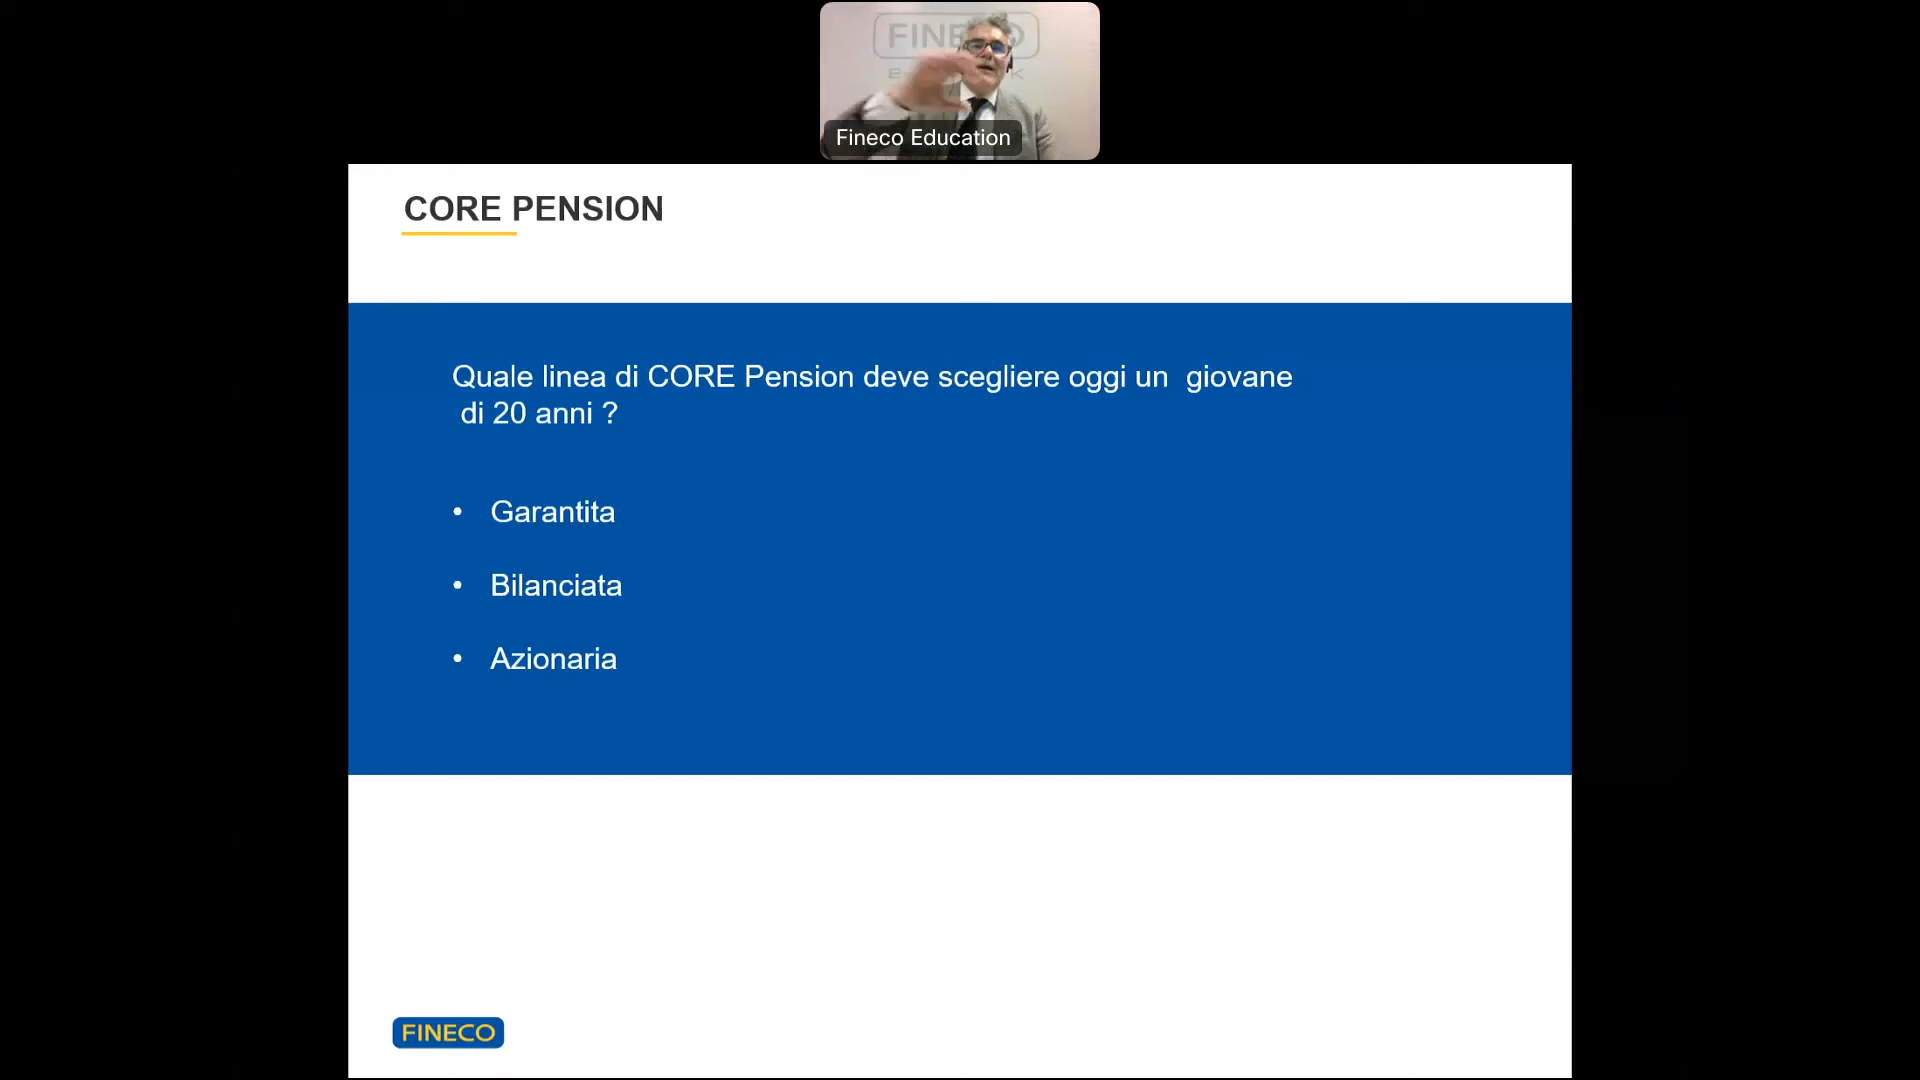 FINECO
Fineco Education
CORE PENSION
Quale linea di CORE Pension deve scegliere oggi un giovane
di 20 anni ?
• Garantita
• Bilanciata
• Azionaria
FINECO